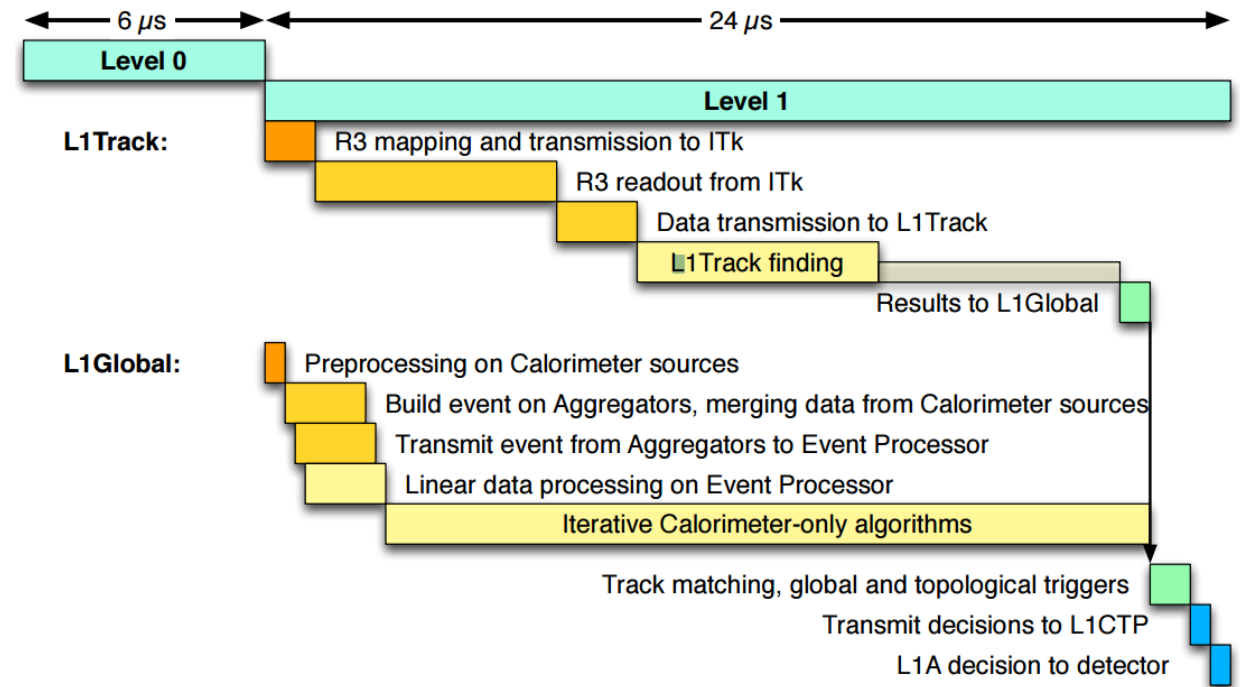 6 µs
24 µs
Level 0
Level 1
L1Track:
R3 mapping and transmission to ITk
R3 readout from ITk
Data transmission to L1Track
L1Track finding
Results to L1Global
L1Global:
Preprocessing on Calorimeter sources
Build event on Aggregators, merging data from Calorimeter sources
Transmit event from Aggregators to Event Processor
Linear data processing on Event Processor
Iterative Calorimeter-only algorithms
Track matching, global and topological triggers
Transmit decisions to L1CTP
L1A decision to detector